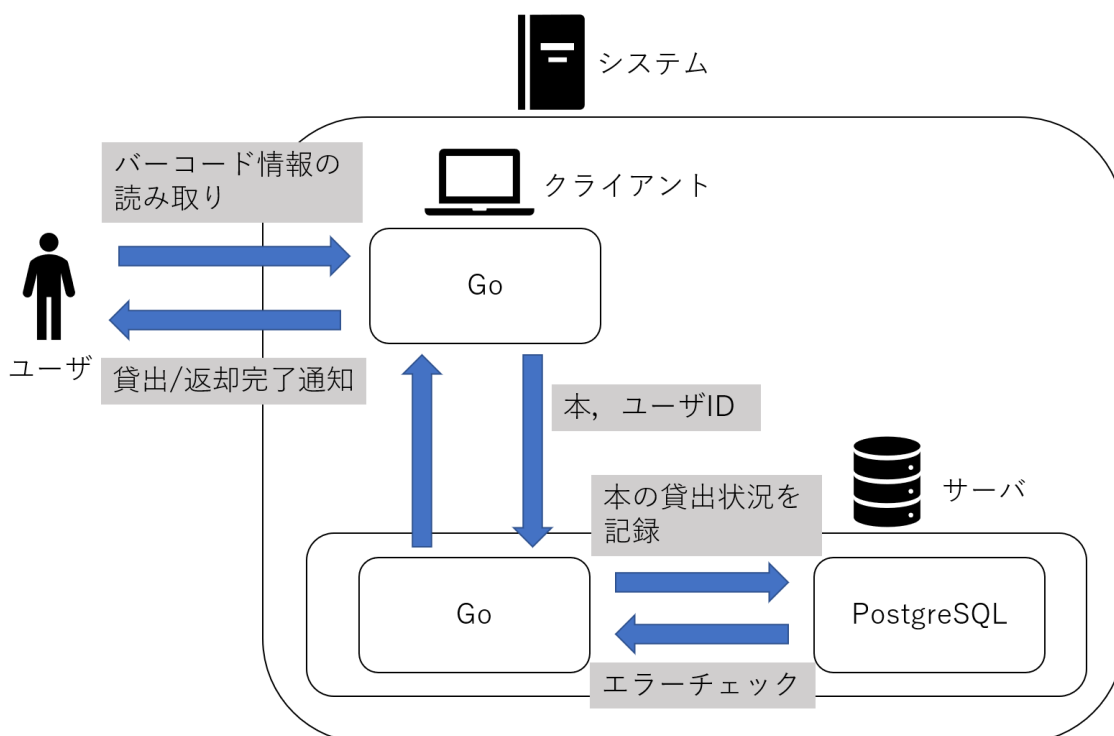 システム
バーコード情報の
読み取り
クライアント
Go
ユーザ
貸出/返却完了通知
本，ユーザID
本の貸出状況を
記録
サーバ
Go
PostgreSQL
エラーチェック